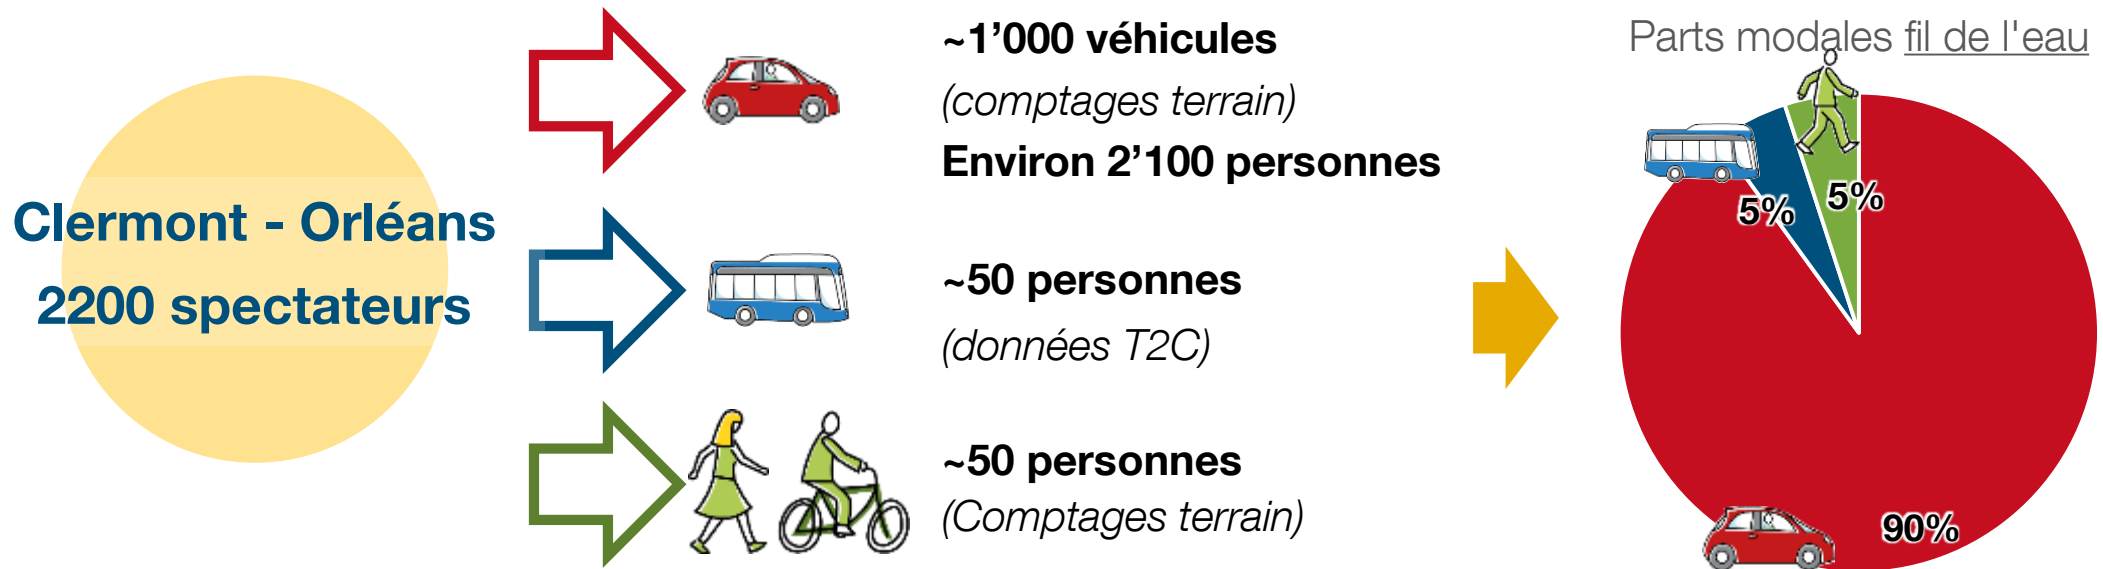 Clermont - Orléans
2200 spectateurs
~1’000 véhicules
(comptages terrain)
Environ 2’100 personnes
~50 personnes
(données T2C)
~50 personnes
(Comptages terrain)
Parts modales fil de l'eau
5%
5%
90%